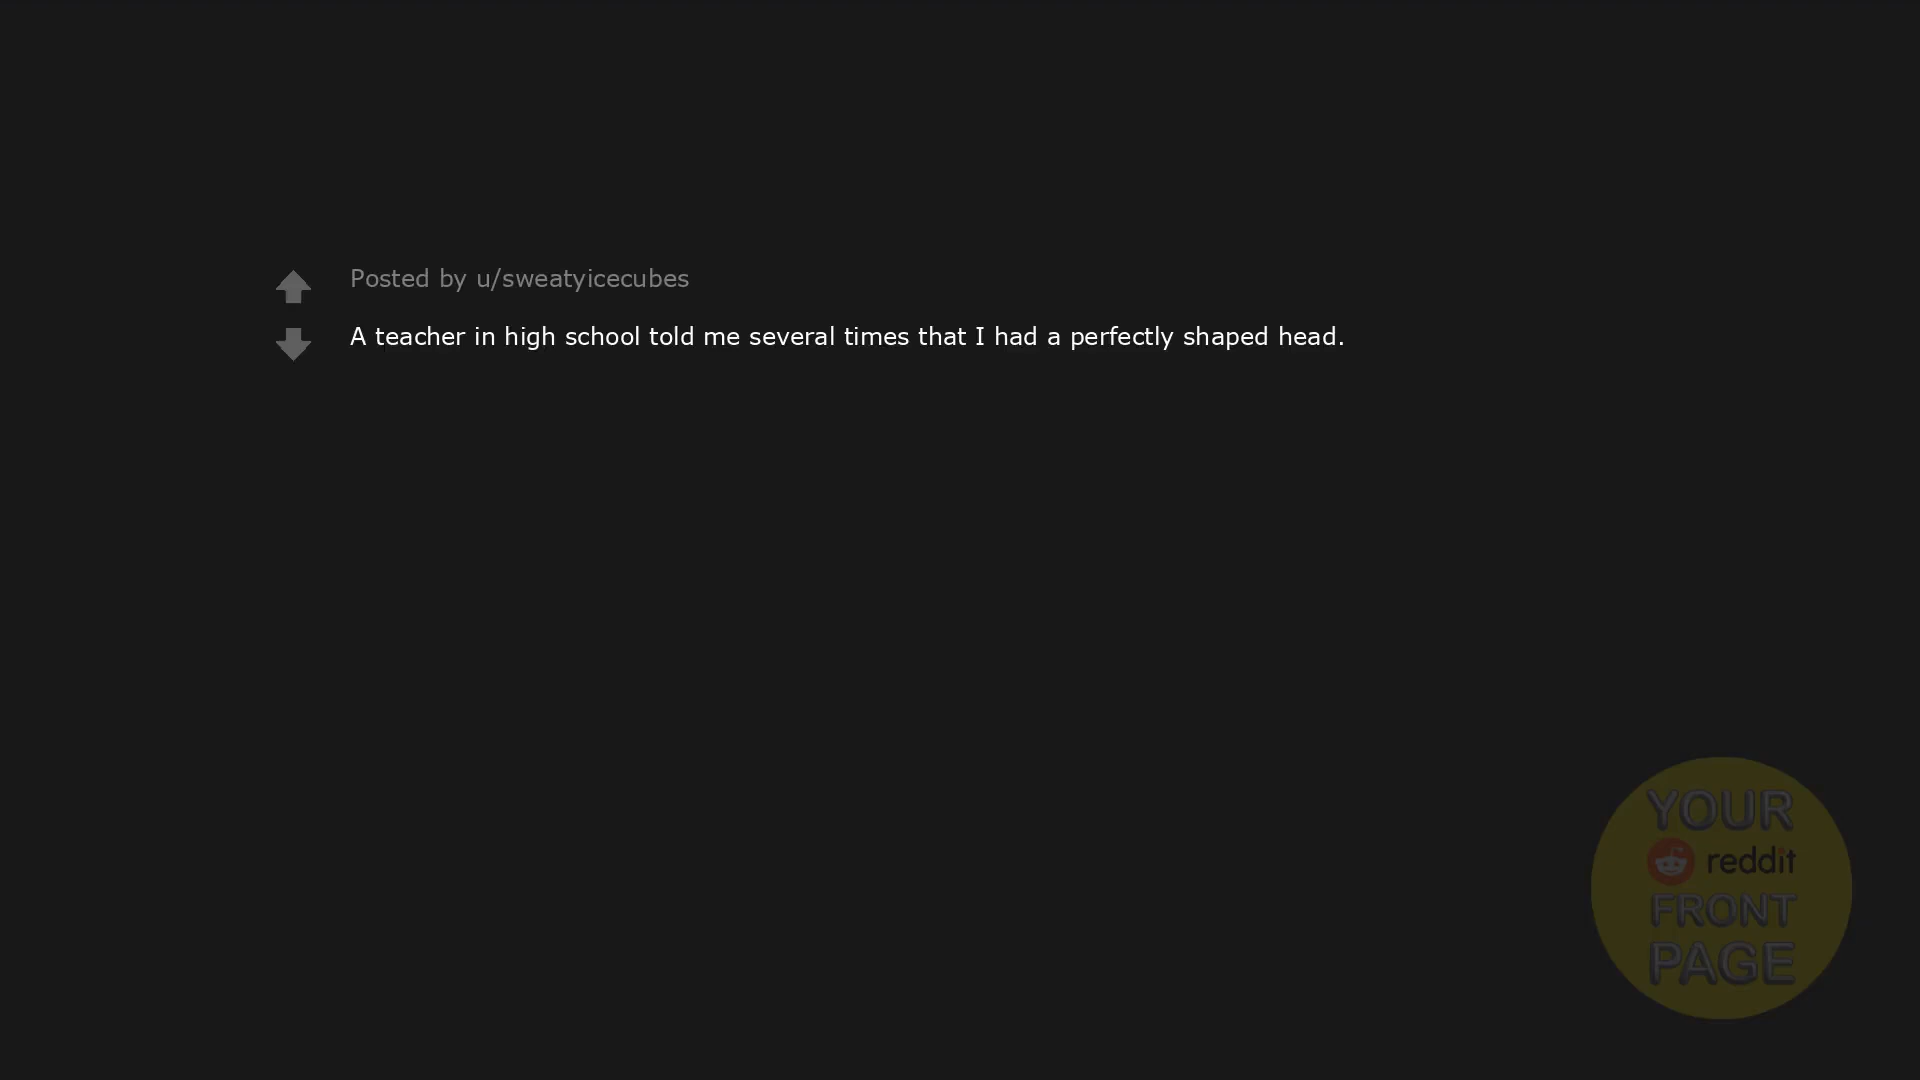 Posted by u/sweatyicecubes
A teacher in high school told me several times that I had a perfectly shaped head.
YOUR
reddit
FRONT
PAGE